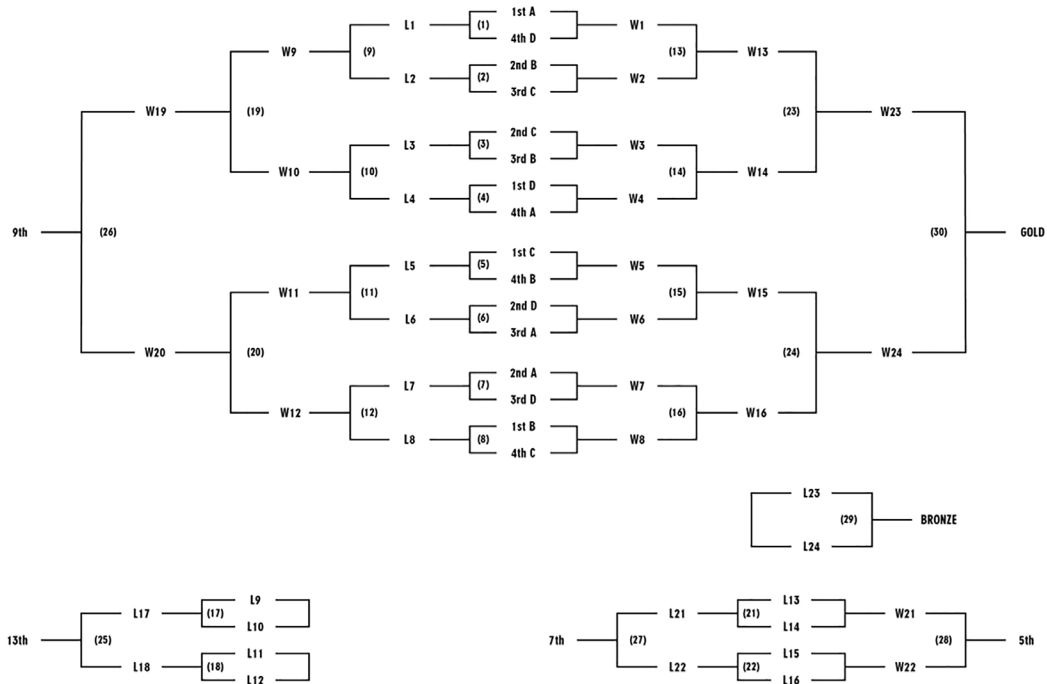 1st A
L1 (1) W1
4th D
W9 (9) (13) W13
2nd B
L2 (2) W2
3rd C
W19 (19) (23) W23
2nd C
L3 (3) W3
3rd B
W10 (10) (14) W14
1st D
L4 (4) W4
4th A
9th (26) (30) GOLD
1st C
L5 (5) W5
4th B
W11 (11) (15) W15
2nd D
L6 (6) W6
3rd A
W20 (20) (24) W24
2nd A
L7 (7) W7
3rd D
W12 (12) (16) W16
1st B
L8 (8) W8
4th C
L23
(29) BRONZE
L24
L9
L17 (17)
L10
13th (25)
L11
L18 (18)
L12
L13
L21 (21) W21
L14
7th (27) (28) 5th
L15
L22 (22) W22
L16